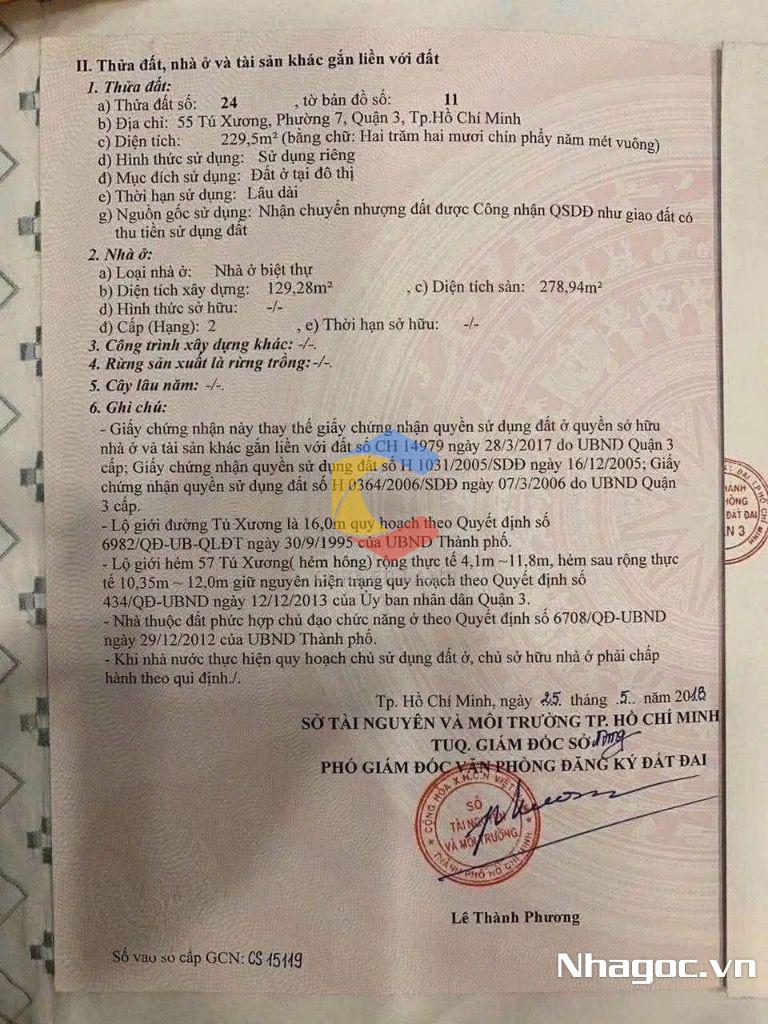 II. Thửa đất, nhà ở và tài sản khác gắn liền với đất
1. Thửa đất:
a) Thửa đất số: 24 , tờ bản đồ số: 11
b) Địa chỉ: 55 Tú Xương, Phường 7, Quận 3, Tp.Hồ Chí Minh
c) Diện tích: 229,5m² (bằng chữ: Hai trăm hai mươi chín phẩy năm mét vuông)
d) Hình thức sử dụng: Sử dụng riêng
đ) Mục đích sử dụng: Đất ở tại đô thị
e) Thời hạn sử dụng: Lâu dài
g) Nguồn gốc sử dụng: Nhận chuyển nhượng đất được Công nhận QSDĐ như giao đất có
thu tiền sử dụng đất
2. Nhà ở:
a) Loại nhà ở: Nhà ở biệt thự
b) Diện tích xây dựng: 129,28m² , c) Diện tích sàn: 278,94m²
d) Hình thức sở hữu: -/-
đ) Cấp (Hạng): 2 , e) Thời hạn sở hữu: -/-
3. Công trình xây dựng khác: -/-.
4. Rừng sản xuất là rừng trồng:-/-.
5. Cây lâu năm: -/-.
6. Ghi chú:
- Giấy chứng nhận này thay thế giấy chứng nhận quyền sử dụng đất ở quyền sở hữu
nhà ở và tài sản khác gắn liền với đất số CH 14979 ngày 28/3/2017 do UBND Quận 3
cấp; Giấy chứng nhận quyền sử dụng đất số H 1031/2005/SDĐ ngày 16/12/2005; Giấy
chứng nhận quyền sử dụng đất số H 0364/2006/SDĐ ngày 07/3/2006 do UBND Quận
3 cấp.
- Lộ giới đường Tú Xương là 16,0m quy hoạch theo Quyết định số
6982/QĐ-UB-QLĐT ngày 30/9/1995 của UBND Thành phố.
- Lộ giới hẻm 57 Tú Xương( hẻm hông) rộng thực tế 4,1m ~11,8m, hẻm sau rộng thực
tế 10,35m ~ 12,0m giữ nguyên hiện trạng quy hoạch theo Quyết định số
434/QĐ-UBND ngày 12/12/2013 của Ủy ban nhân dân Quận 3.
- Nhà thuộc đất phức hợp chủ đạo chức năng ở theo Quyết định số 6708/QĐ-UBND
ngày 29/12/2012 của UBND Thành phố.
- Khi nhà nước thực hiện quy hoạch chủ sử dụng đất ở, chủ sở hữu nhà ở phải chấp
hành theo qui định./.
Tp. Hồ Chí Minh, ngày 25 tháng .5.. năm 2018
SỞ TÀI NGUYÊN VÀ MÔI TRƯỜNG TP. HỒ CHÍ MINH
TUQ. GIÁM ĐỐC SỞ
PHÓ GIÁM ĐỐC VĂN PHÒNG ĐĂNG KÝ ĐẤT ĐAI
CỘNG HÒA X.H.C.N VIỆT
SỞ
TÀI NGUYÊN
VÀ MÔI TRƯỜNG
THÀNH PHỐ HỒ CHÍ MINH
Lê Thành Phương
Số vào sổ cấp GCN: CS 15119
Nhagoc.vn